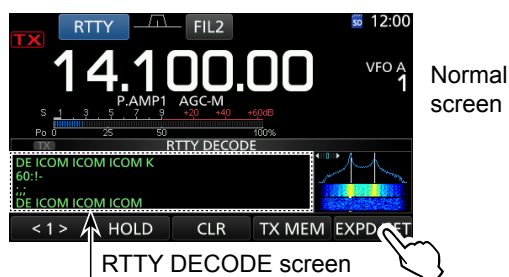 RTTY FIL2 SD 12:00
TX
14.100.00 VFO A
1
P.AMP1 AGC-M
S 1 3 5 7 9 +20 +40 +60dB
Po 0 25 50 100%
TX RTTY DECODE
DE ICOM ICOM ICOM K
60:!-
;;
DE ICOM ICOM ICOM
< 1 > HOLD CLR TX MEM EXPD
RTTY DECODE screen
Normal
screen